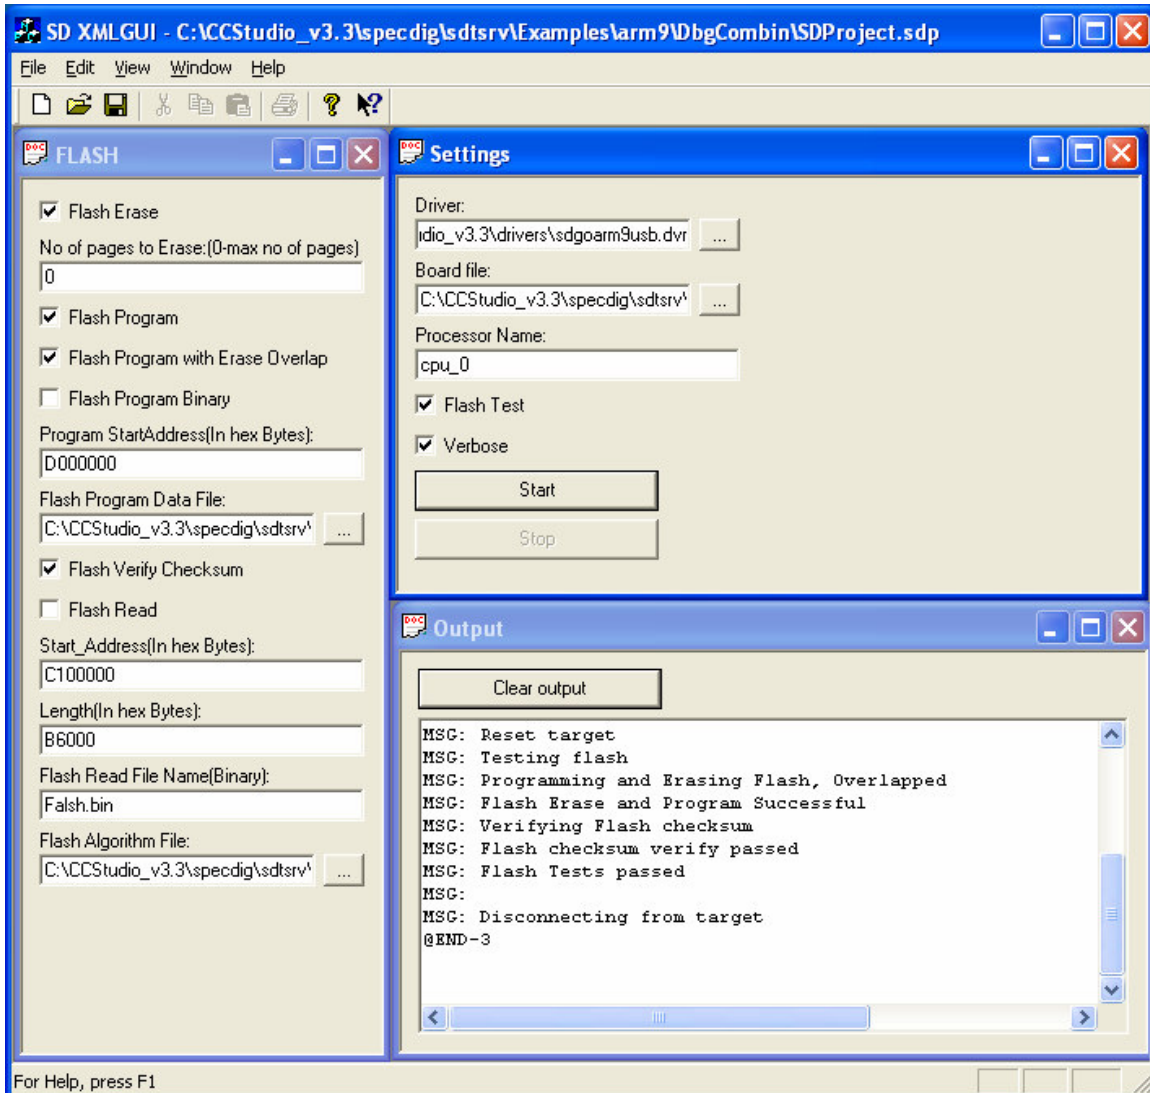 SD XMLGUI - C:\CCStudio_v3.3\specdig\sdtsrv\Examples\arm9\DbgCombin\SDProject.sdp
File Edit View Window Help
FLASH
Flash Erase
No of pages to Erase:(0-max no of pages)
0
Flash Program
Flash Program with Erase Overlap
Flash Program Binary
Program StartAddress(In hex Bytes):
D000000
Flash Program Data File:
C:\CCStudio_v3.3\specdig\sdtsrv\
...
Flash Verify Checksum
Flash Read
Start_Address(In hex Bytes):
C100000
Length(In hex Bytes):
B6000
Flash Read File Name(Binary):
Falsh.bin
Flash Algorithm File:
C:\CCStudio_v3.3\specdig\sdtsrv\
...
Settings
Driver:
udio_v3.3\drivers\sdgoarm9usb.dvr
...
Board file:
C:\CCStudio_v3.3\specdig\sdtsrv\
...
Processor Name:
cpu_0
Flash Test
Verbose
Start
Stop
Output
Clear output
MSG: Reset target
MSG: Testing flash
MSG: Programming and Erasing Flash, Overlapped
MSG: Flash Erase and Program Successful
MSG: Verifying Flash checksum
MSG: Flash checksum verify passed
MSG: Flash Tests passed
MSG:
MSG: Disconnecting from target
@END-3
For Help, press F1